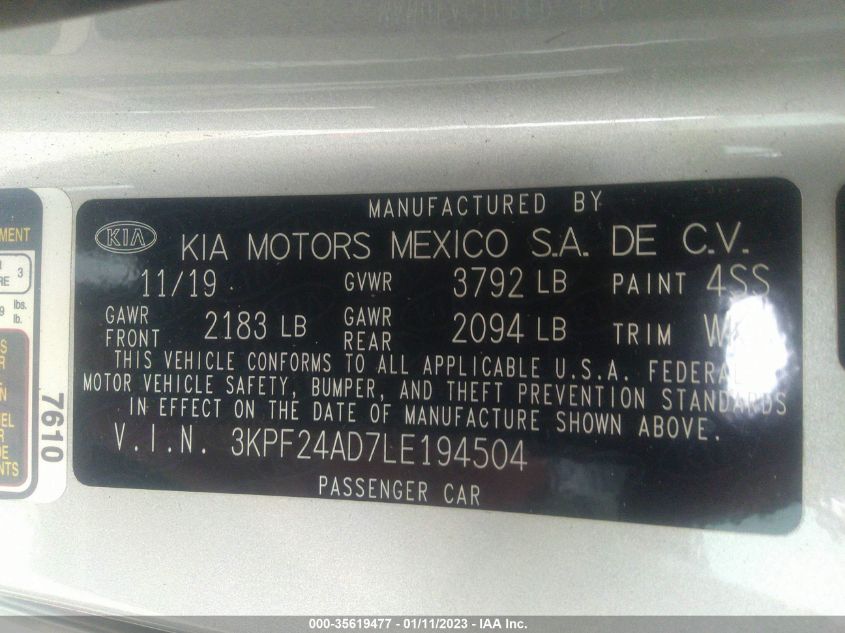 MANUFACTURED BY
KIA KIA MOTORS MEXICO S.A. DE C.V.
11/19 GVWR 3792 LB PAINT 4SS
GAWR FRONT 2183 LB GAWR REAR 2094 LB TRIM
THIS VEHICLE CONFORMS TO ALL APPLICABLE U.S.A. FEDERAL
MOTOR VEHICLE SAFETY, BUMPER, AND THEFT PREVENTION STANDARDS
IN EFFECT ON THE DATE OF MANUFACTURE SHOWN ABOVE.
V.I.N. 3KPF24AD7LE194504
PASSENGER CAR
7610
3
lbs.
lb.
000-35619477 - 01/11/2023 - IAA Inc.